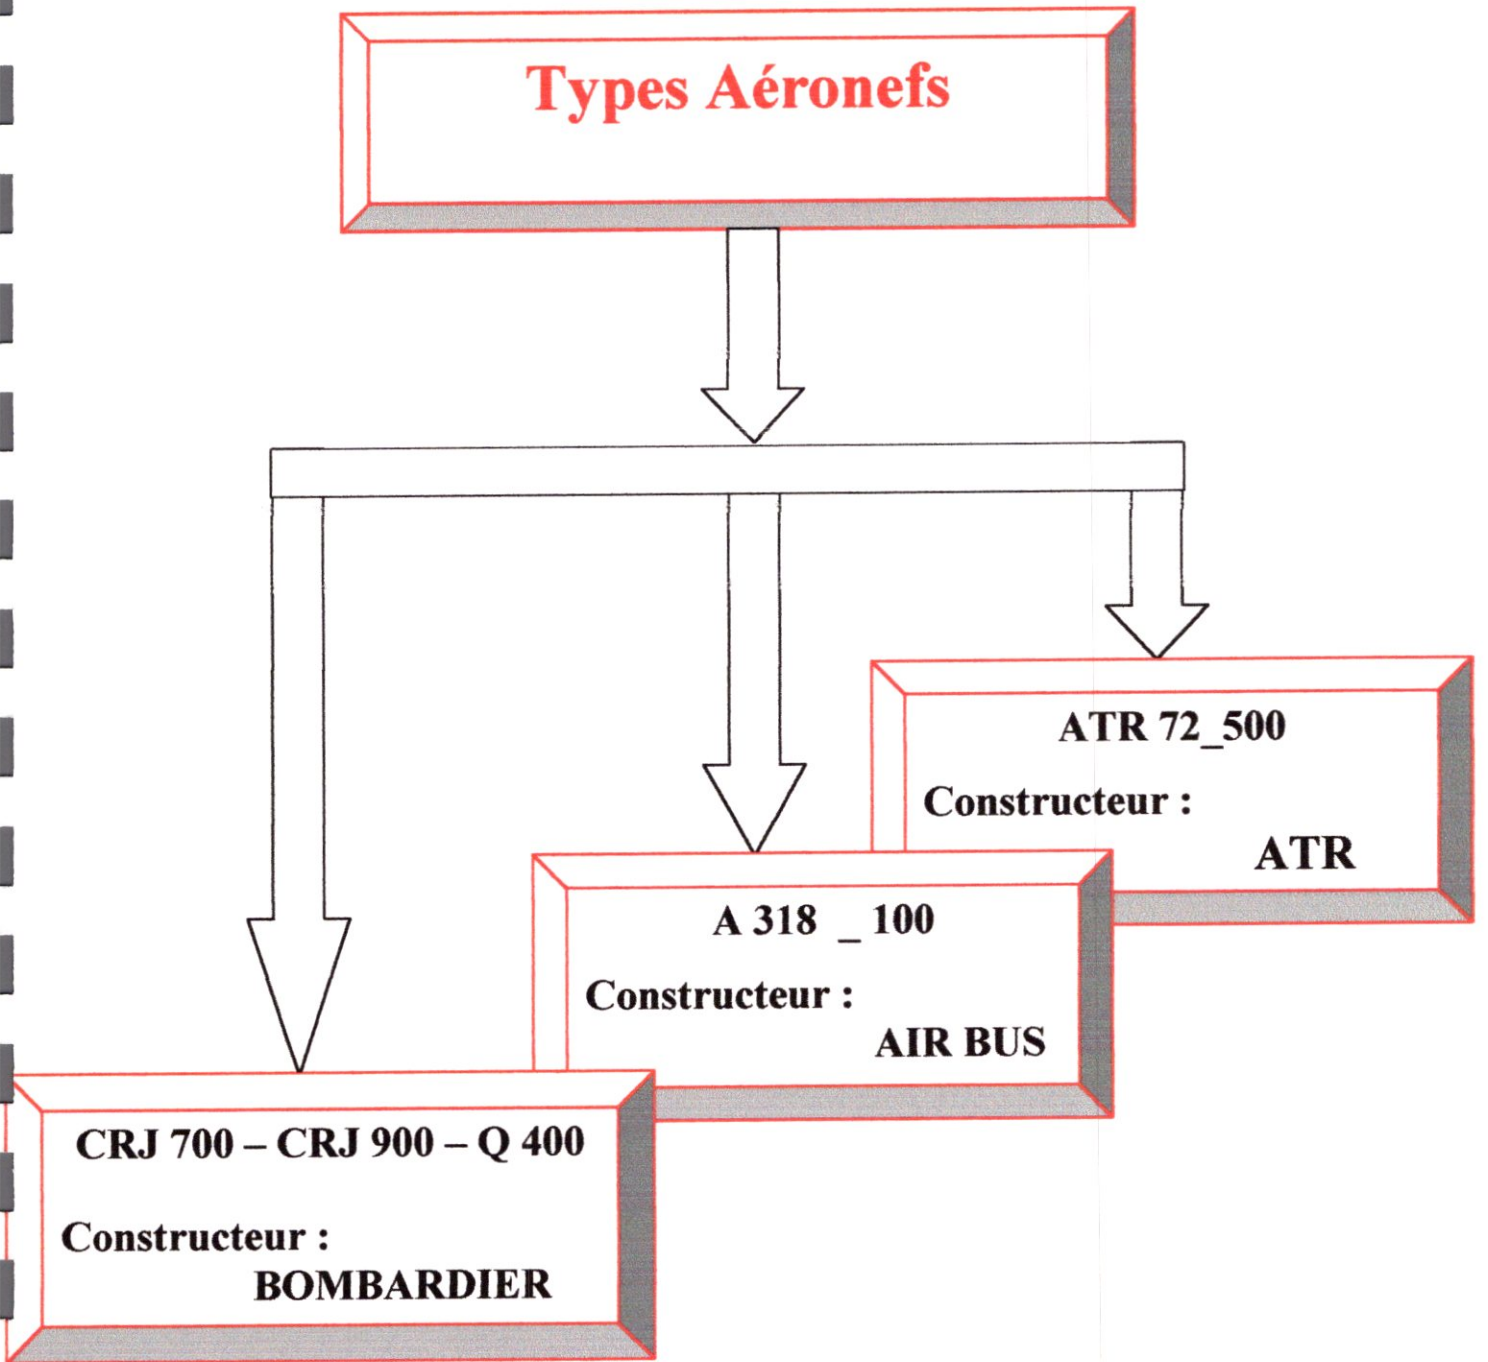 Types Aéronefs
ATR 72_500
Constructeur :
ATR
A 318 _ 100
Constructeur :
AIR BUS
CRJ 700 – CRJ 900 – Q 400
Constructeur :
BOMBARDIER